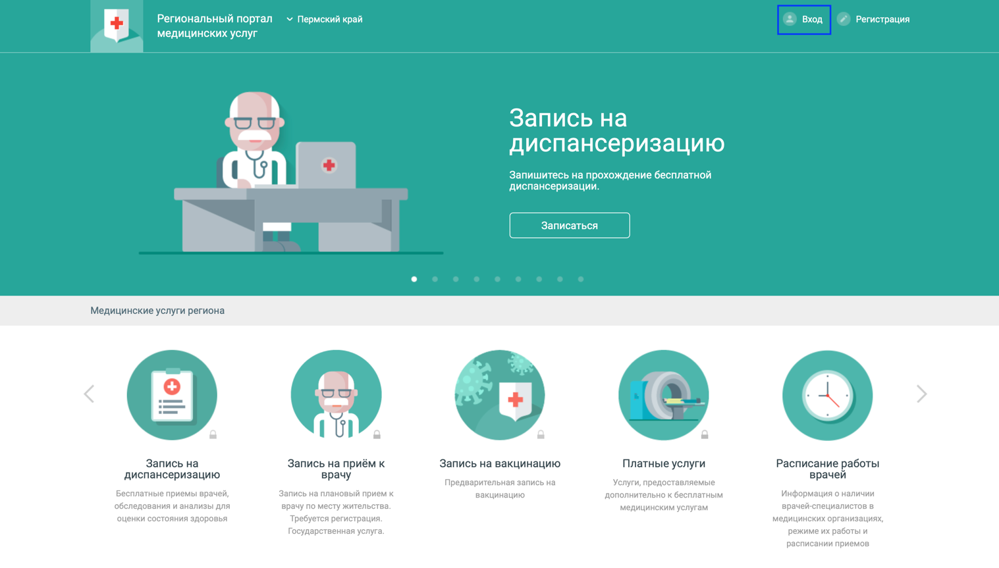 Региональный портал
медицинских услуг
Пермский край
Вход
Регистрация
Запись на
диспансеризацию
Запишитесь на прохождение бесплатной
диспансеризации.
Записаться
Медицинские услуги региона
Запись на
диспансеризацию
Бесплатные приемы врачей,
обследования и анализы для
оценки состояния здоровья
Запись на приём к
врачу
Запись на плановый прием к
врачу по месту жительства.
Требуется регистрация.
Государственная услуга.
Запись на вакцинацию
Предварительная запись на
вакцинацию
Платные услуги
Услуги, предоставляемые
дополнительно к бесплатным
медицинским услугам
Расписание работы
врачей
Информация о наличии
врачей-специалистов в
медицинских организациях,
режиме их работы и
расписании приемов